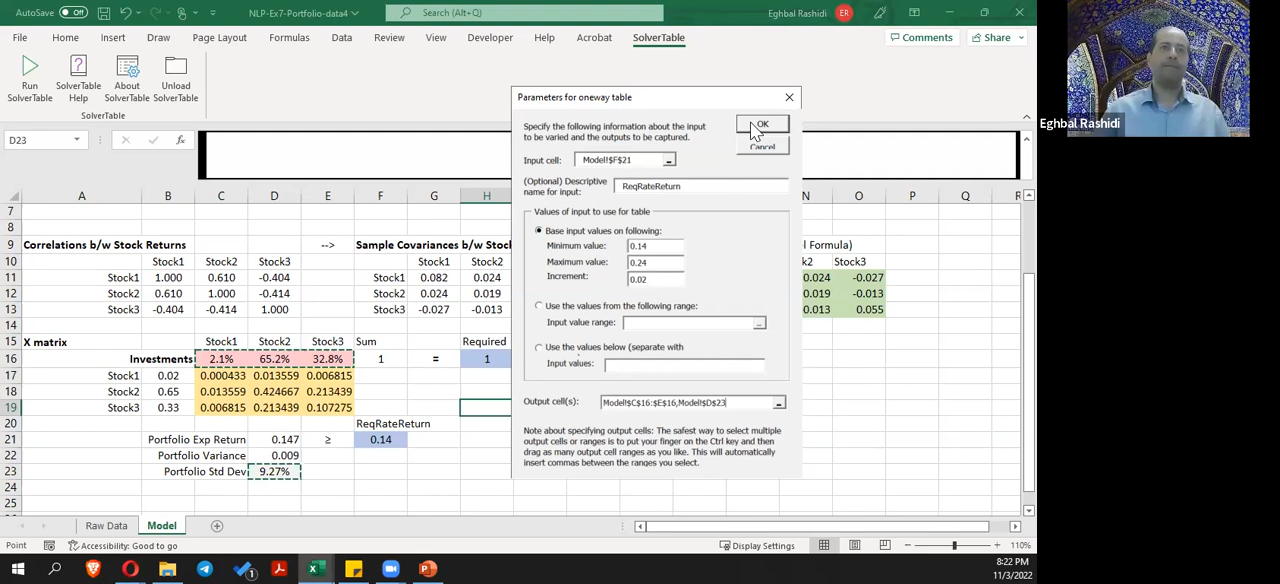 AutoSave Off NLP-Ex7-Portfolio-data4 Search (Alt+Q) Eghbal Rashidi ER
File Home Insert Draw Page Layout Formulas Data Review View Developer Help Acrobat SolverTable Comments Share
Run SolverTable About Unload
SolverTable Help SolverTable SolverTable
SolverTable
D23 fx
A B C D E F G H N O P Q R
7
8
9 Correlations b/w Stock Returns --> Sample Covariances b/w Stock Formula)
10 Stock1 Stock2 Stock3 Stock1 Stock2 k2 Stock3
11 Stock1 1.000 0.610 -0.404 Stock1 0.082 0.024 0.024 -0.027
12 Stock2 0.610 1.000 -0.414 Stock2 0.024 0.019 0.019 -0.013
13 Stock3 -0.404 -0.414 1.000 Stock3 -0.027 -0.013 0.013 0.055
14
15 X matrix Stock1 Stock2 Stock3 Sum Required
16 Investments 2.1% 65.2% 32.8% 1 = 1
17 Stock1 0.02 0.000433 0.013559 0.006815
18 Stock2 0.65 0.013559 0.424667 0.213439
19 Stock3 0.33 0.006815 0.213439 0.107275
20 ReqRateReturn
21 Portfolio Exp Return 0.147 ≥ 0.14
22 Portfolio Variance 0.009
23 Portfolio Std Dev 9.27%
24
25
Parameters for oneway table
Specify the following information about the input
to be varied and the outputs to be captured.
OK
Cancel
Input cell: Model!$F$21
(Optional) Descriptive
name for input: ReqRateReturn
Values of input to use for table
Base input values on following:
Minimum value: 0.14
Maximum value: 0.24
Increment: 0.02
Use the values from the following range:
Input value range:
Use the values below (separate with
Input values:
Output cell(s): Model!$C$16:$E$16,Model!$D$23
Note about specifying output cells: The safest way to select multiple
output cells or ranges is to put your finger on the Ctrl key and then
drag as many output cell ranges as you like. This will automatically
insert commas between the ranges you select.
Raw Data Model
Point Accessibility: Good to go Display Settings 110%
1
8:22 PM
11/3/2022
Eghbal Rashidi